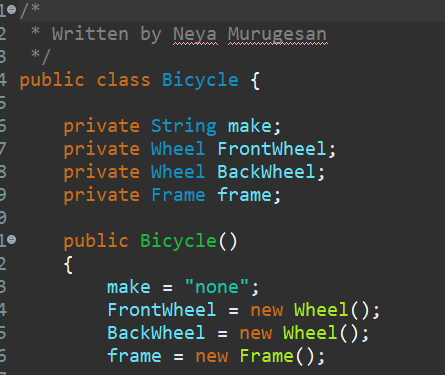 1 /*
2  * Written by Neya Murugesan
3  */
4 public class Bicycle {
5
6     private String make;
7     private Wheel FrontWheel;
8     private Wheel BackWheel;
9     private Frame frame;
0
1     public Bicycle()
2     {
3         make = "none";
4         FrontWheel = new Wheel();
5         BackWheel = new Wheel();
6         frame = new Frame();